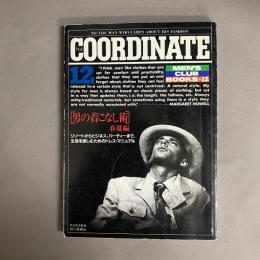 TO THE MAN WHO CARES ABOUT HIS FASHION
THE
COORDINATE
12
MEN'S
CLUB
BOOKS·12
"I think men like clothes that are
not for comfort and practicality,
clothes that they can put on and
forget about, clothes they can feel
relaxed in—a certain style that is not contrived. A natural style. My
style for men is always based on classic pieces of clothing, but cut
in a way that updates them, i.e. the length, the fullness, etc. Always
using traditional materials, but sometimes using them in a style they
are not normally associated with."
MARGARET HOWELL
[男の着こなし術]
春夏編
リゾートからビジネス、パーティーまで、
生活を楽しむためのドレス・マニュアル
婦人画報社